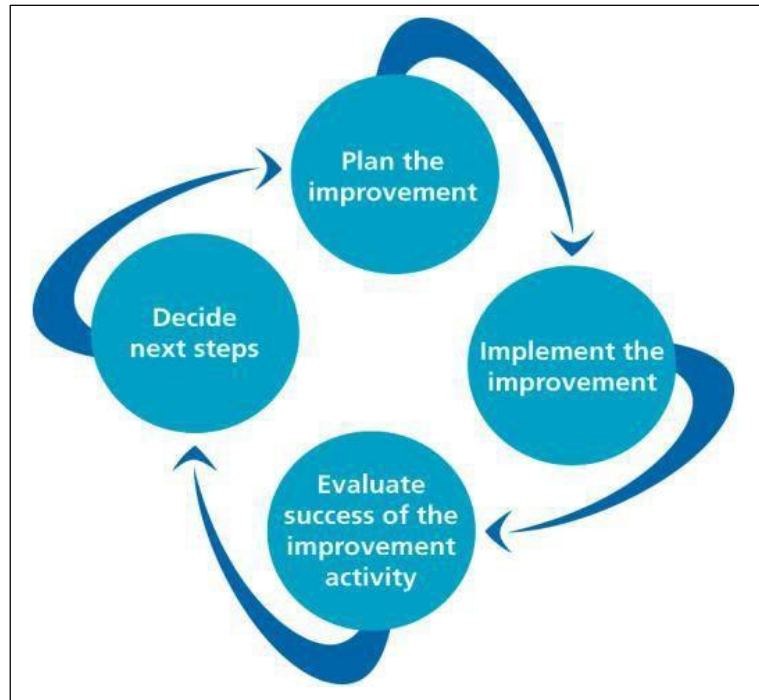 Plan the
improvement
Implement the
improvement
Evaluate
success of the
improvement
activity
Decide
next steps